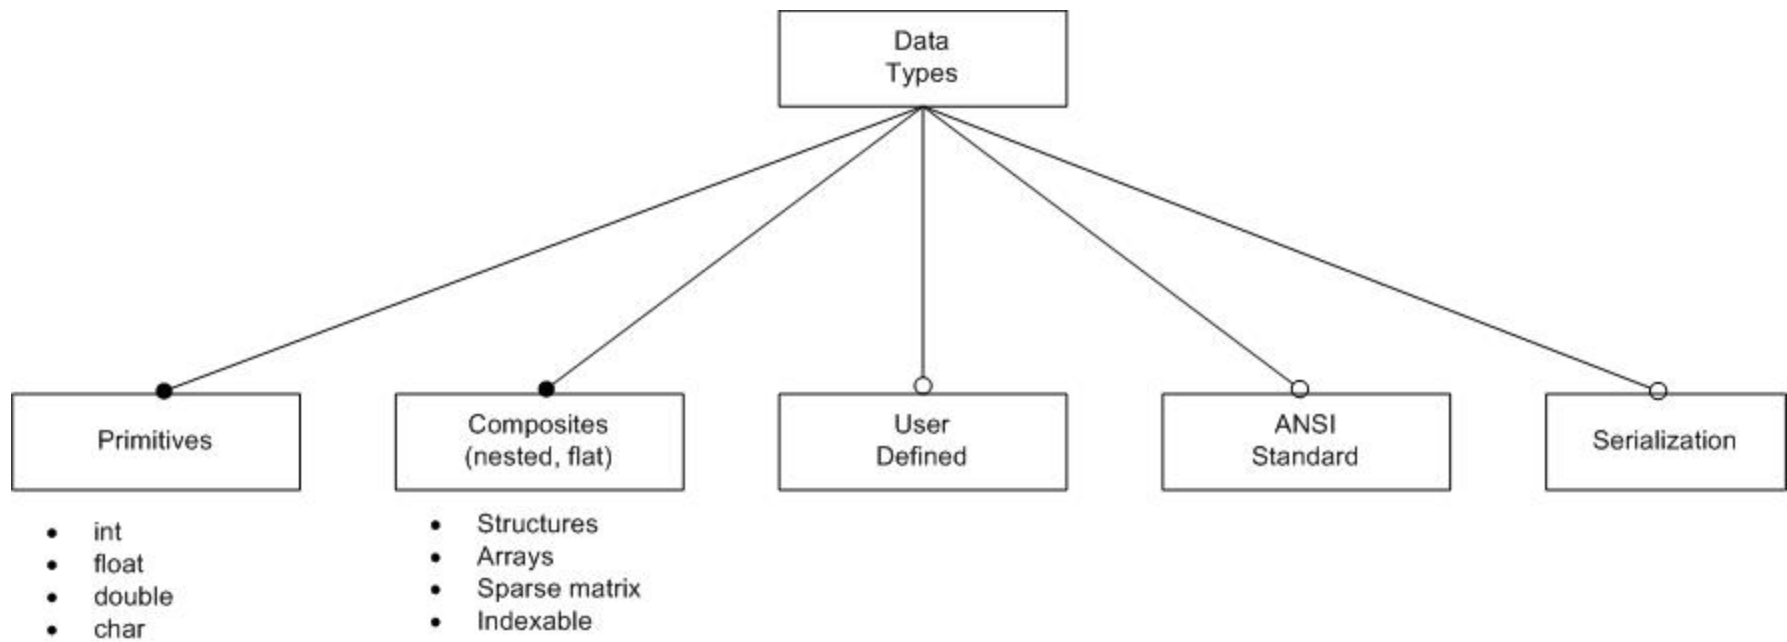 Data
Types
Primitives
Composites
(nested, flat)
User
Defined
ANSI
Standard
Serialization
• int
• float
• double
• char
• Structures
• Arrays
• Sparse matrix
• Indexable